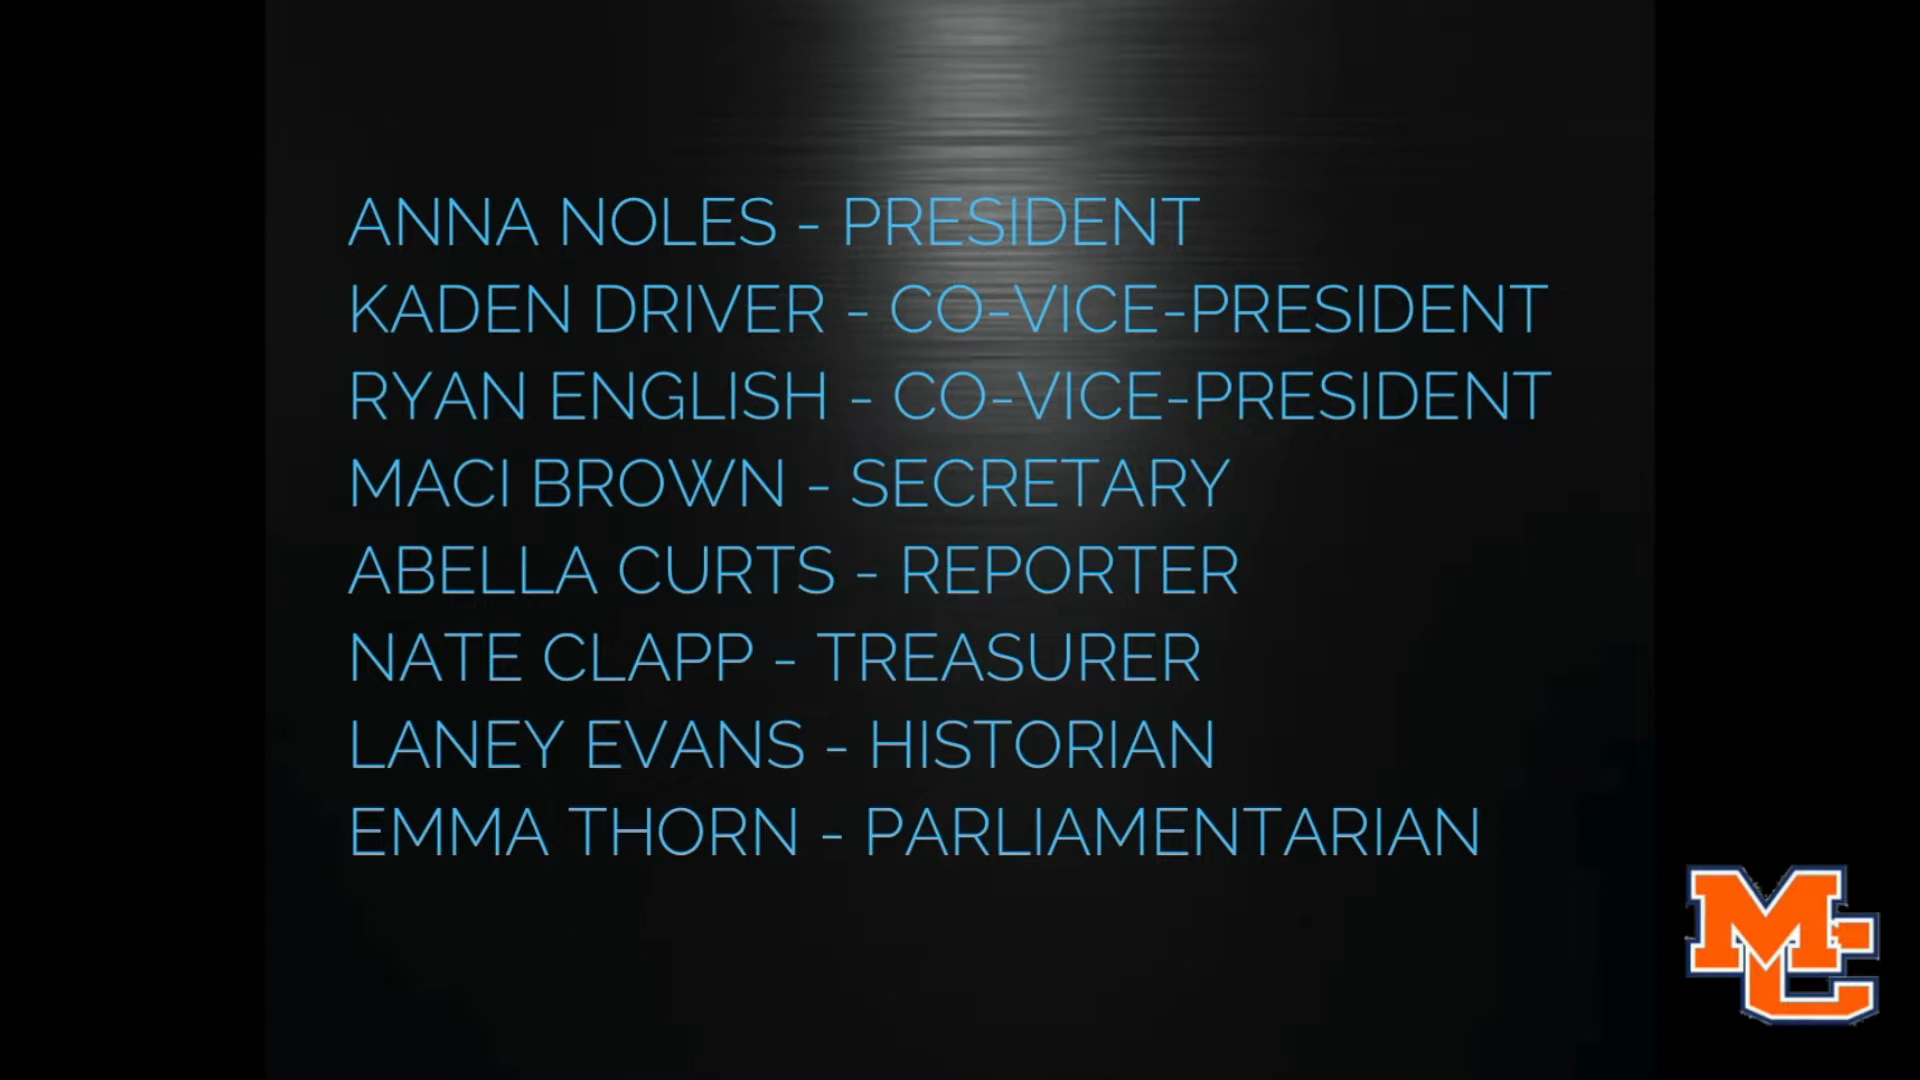 ANNA NOLES - PRESIDENT
KADEN DRIVER - CO-VICE-PRESIDENT
RYAN ENGLISH - CO-VICE-PRESIDENT
MACI BROWN - SECRETARY
ABELLA CURTS - REPORTER
NATE CLAPP - TREASURER
LANEY EVANS - HISTORIAN
EMMA THORN - PARLIAMENTARIAN
MC